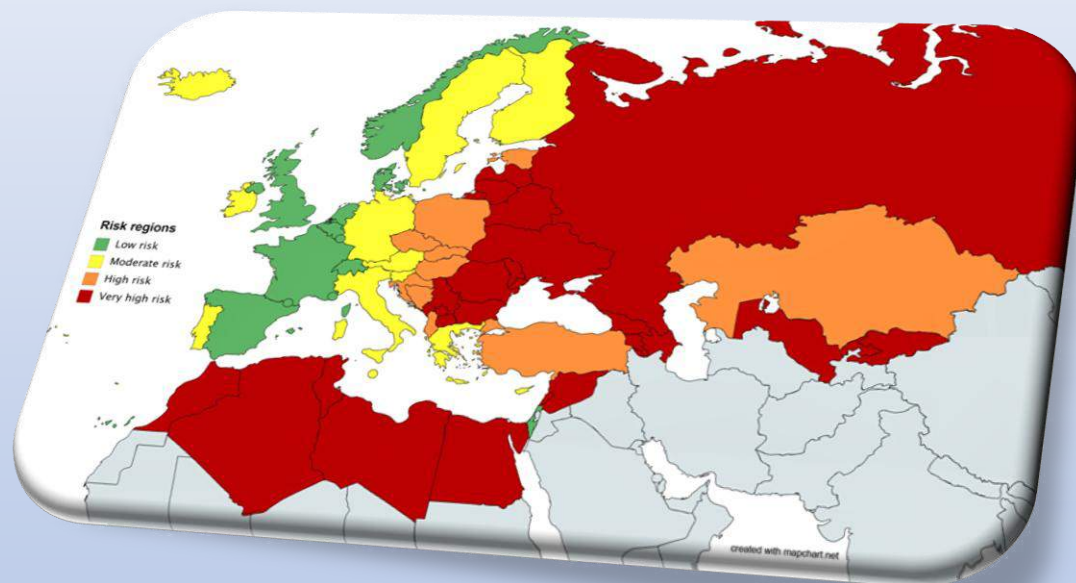 Risk regions
Low risk
Moderate risk
High risk
Very high risk
created with mapchart.net